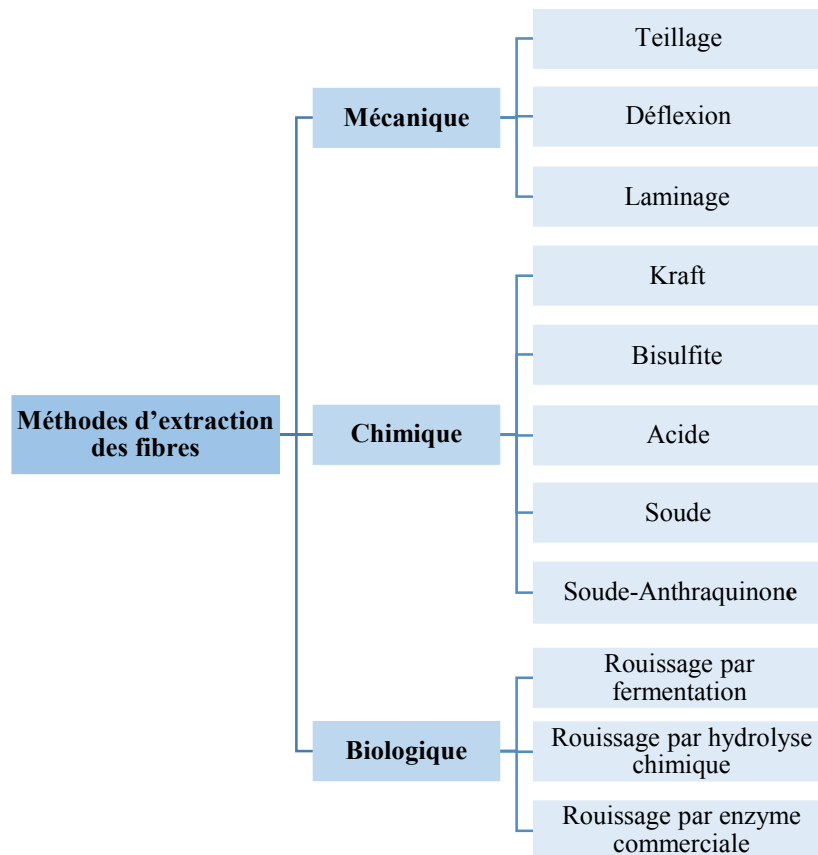 Méthodes d’extraction
des fibres
Mécanique
Teillage
Déflexion
Laminage
Chimique
Kraft
Bisulfite
Acide
Soude
Soude-Anthraquinone
Biologique
Rouissage par
fermentation
Rouissage par hydrolyse
chimique
Rouissage par enzyme
commerciale